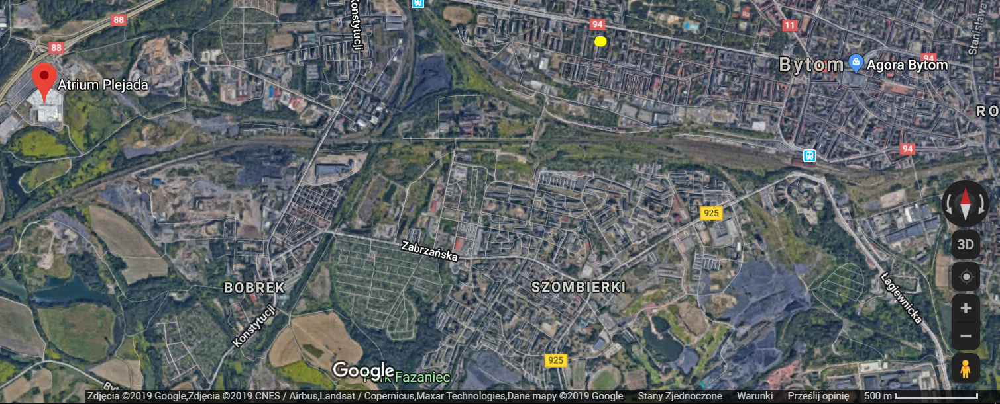 88
Konstytucji
94
11
Stanisława
88
94
Bytom
Agora Bytom
Atrium Plejada
RO
94
925
3D
Zabrzańska
BOBREK
SZOMBIERKI
Łagiewnicka
Konstytucji
925
Google
Park Fazaniec
Byt
Zdjęcia ©2019 Google,Zdjęcia ©2019 CNES / Airbus,Landsat / Copernicus,Maxar Technologies,Dane mapy ©2019 Google Stany Zjednoczone Warunki Prześlij opinię 500 m